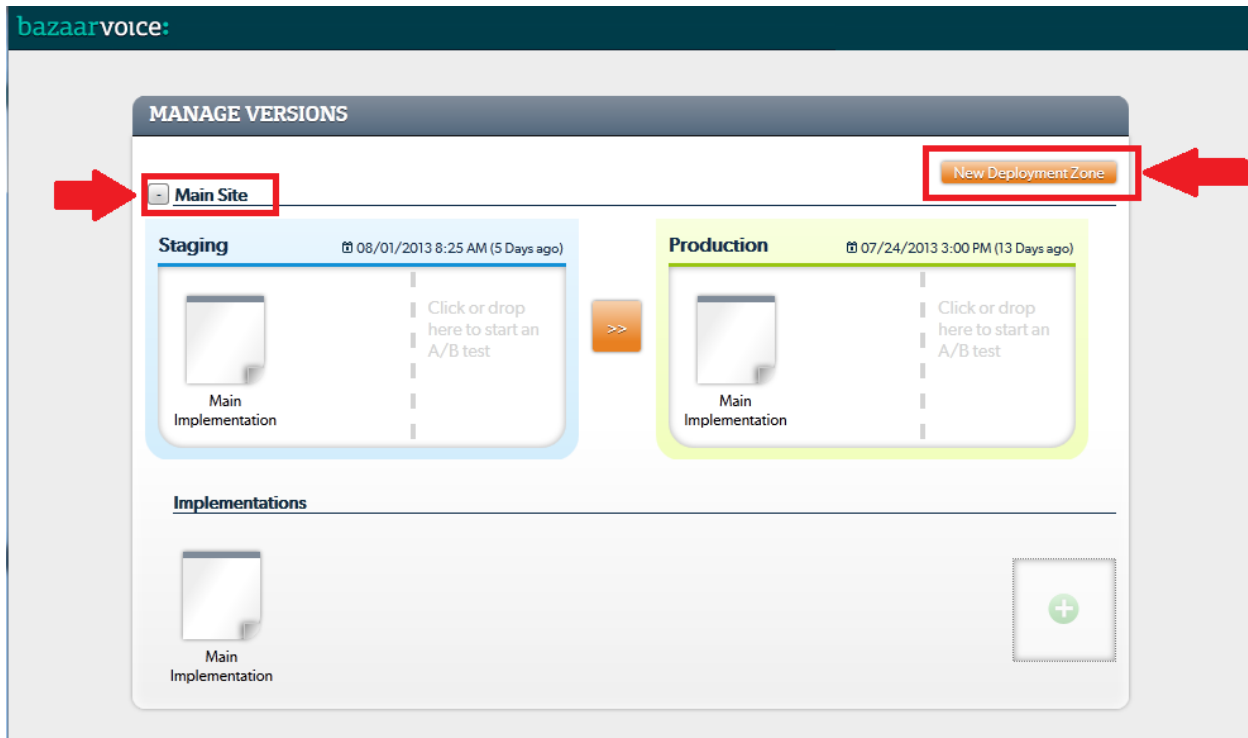 bazaarvoice:
MANAGE VERSIONS
New Deployment Zone
- Main Site
Staging 08/01/2013 8:25 AM (5 Days ago)
Production 07/24/2013 3:00 PM (13 Days ago)
Click or drop
here to start an
A/B test
Main
Implementation
>>
Click or drop
here to start an
A/B test
Main
Implementation
Implementations
Main
Implementation
+